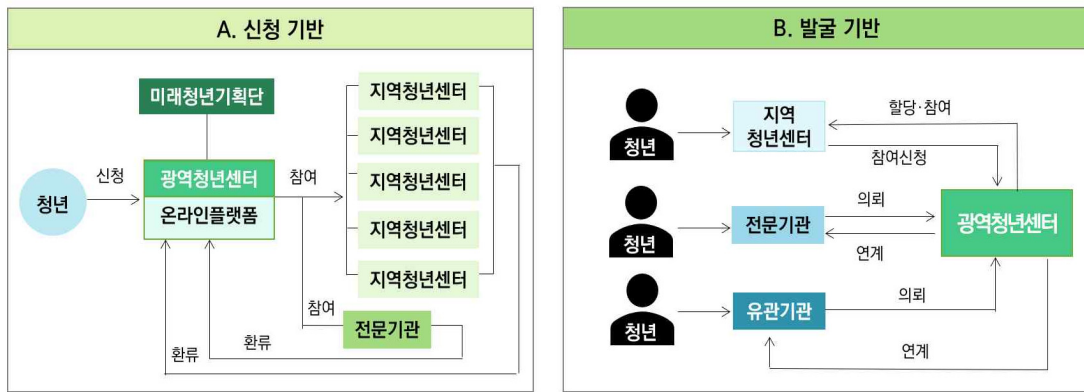 A. 신청 기반
미래청년기획단
청년
신청
광역청년센터
온라인플랫폼
참여
지역청년센터
지역청년센터
지역청년센터
지역청년센터
지역청년센터
참여
전문기관
환류
환류
B. 발굴 기반
청년
지역
청년센터
할당·참여
참여신청
청년
전문기관
의뢰
연계
광역청년센터
청년
유관기관
의뢰
연계